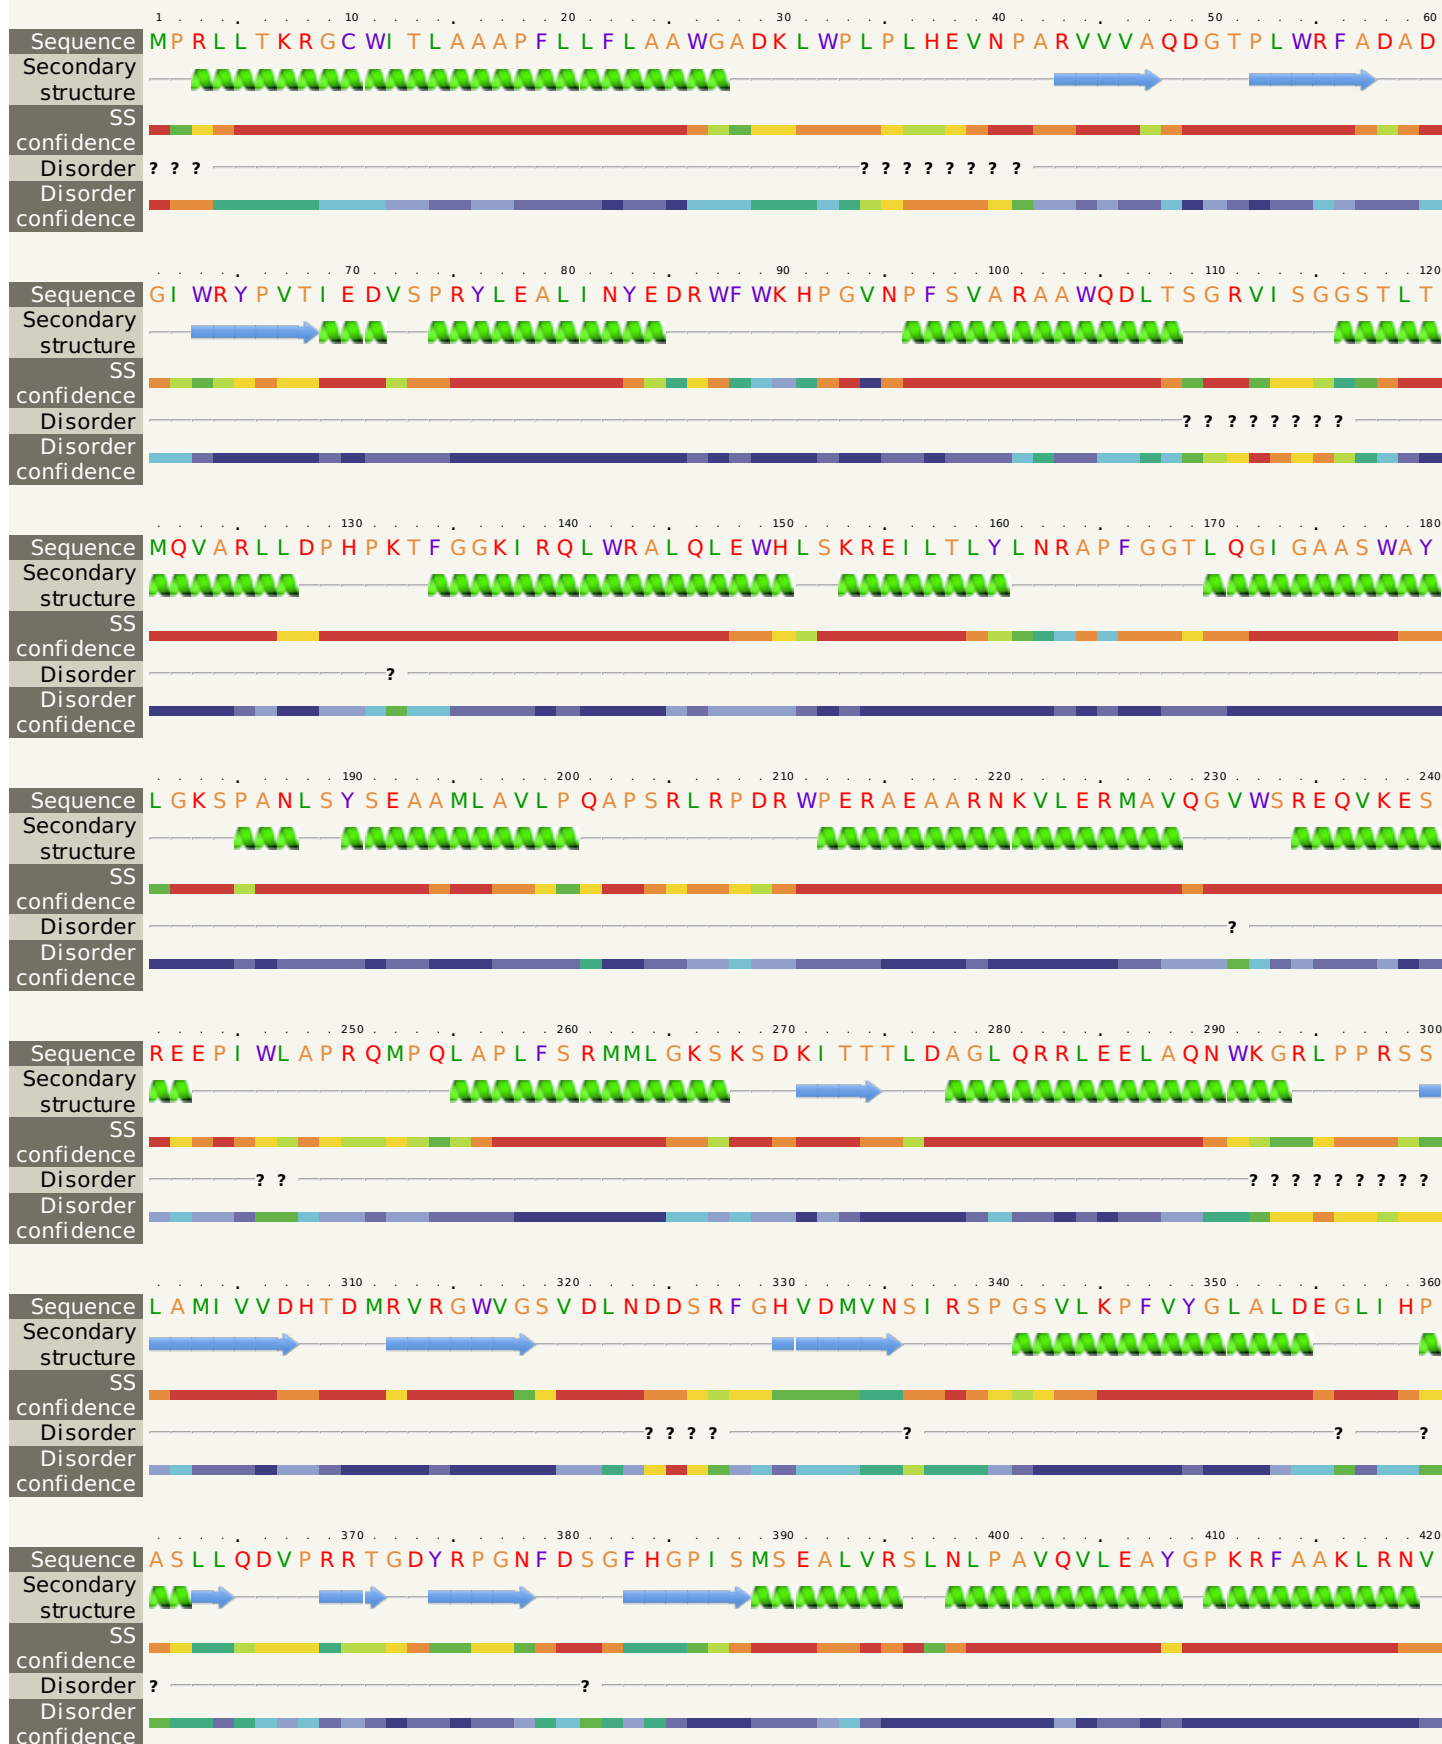 1 . . . . 10 . . . . 20 . . . . 30 . . . . 40 . . . . 50 . . . . 60
Sequence MPRLLTKRGCWITLAAAPFLLFLAAWGADKLWPLPLHEVNPARVVVAQDGTPLWRFADAD
Secondary
structure
SS
confidence
Disorder ? ? ? ? ? ? ? ? ? ? ?
Disorder
confidence
70 80 90 100 110 120
Sequence GIWRYPVTIEDVSPRYLEALINYEDRWFWKHPGVNPFSVARAAWQDLTSGRVISGGSTLT
Secondary
structure
SS
confidence
Disorder ? ? ? ? ? ? ? ?
Disorder
confidence
130 140 150 160 170 180
Sequence MQVARLLDPHPKTFGGKIRQLWRALQLEWHLSKREILTLYLNRAPFGGTLQGIGAASWAY
Secondary
structure
SS
confidence
Disorder ?
Disorder
confidence
190 200 210 220 230 240
Sequence LGKSPANLSYSEAAMLAVLPQAPSRLRPDRWPERAEAARNKVLERMAVQGVWSREQVKES
Secondary
structure
SS
confidence
Disorder ?
Disorder
confidence
250 260 270 280 290 300
Sequence REEPIWLAPRQMPQLAPLFSRMMLGKSKSDKITTTLDAGLQRRLEELAQNWKGRLPPRSS
Secondary
structure
SS
confidence
Disorder ? ? ? ? ? ? ? ? ? ? ?
Disorder
confidence
310 320 330 340 350 360
Sequence LAMIVVDHTDMRVRGWVGSVDLNDDSRFGHVDMVNSIRSPGSVLKPFVYGLALDEGLIHP
Secondary
structure
SS
confidence
Disorder ? ? ? ? ? ? ?
Disorder
confidence
370 380 390 400 410 420
Sequence ASLLQDVPRRTGDYRPGNFDSGFHGPISMSEALVRSLNLPAVQVLEAYGPKRFAAKLRNV
Secondary
structure
SS
confidence
Disorder ? ?
Disorder
confidence